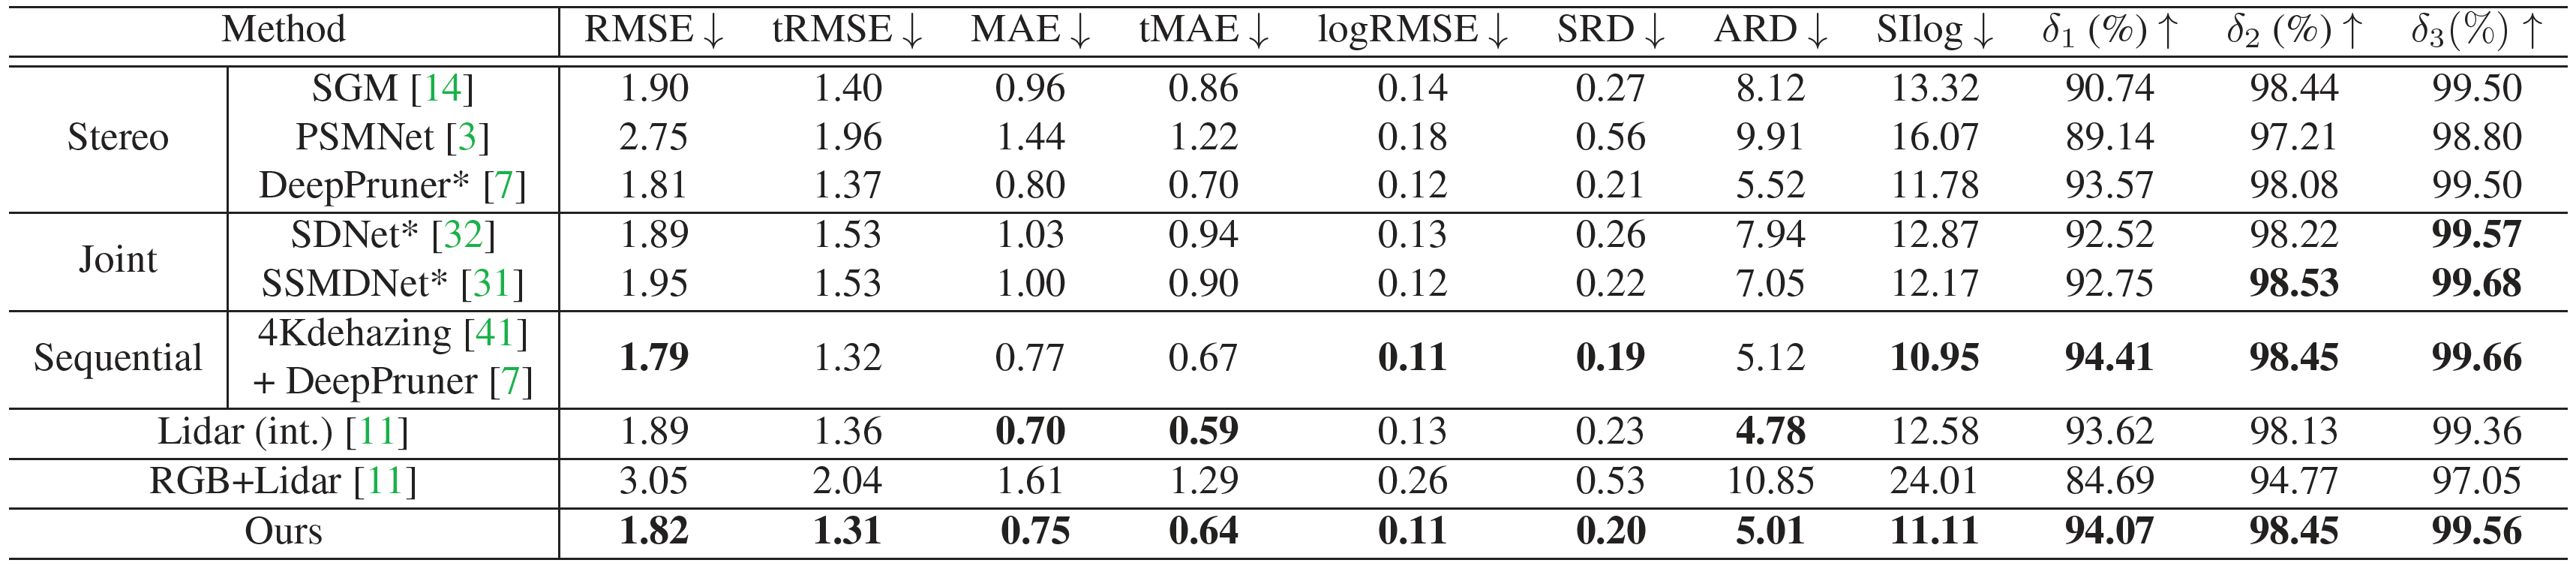 Method RMSE ↓ tRMSE ↓ MAE ↓ tMAE ↓ logRMSE ↓ SRD ↓ ARD ↓ SIlog ↓ δ1 (%) ↑ δ2 (%) ↑ δ3(%) ↑
Stereo SGM [14] 1.90 1.40 0.96 0.86 0.14 0.27 8.12 13.32 90.74 98.44 99.50
PSMNet [3] 2.75 1.96 1.44 1.22 0.18 0.56 9.91 16.07 89.14 97.21 98.80
DeepPruner* [7] 1.81 1.37 0.80 0.70 0.12 0.21 5.52 11.78 93.57 98.08 99.50
Joint SDNet* [32] 1.89 1.53 1.03 0.94 0.13 0.26 7.94 12.87 92.52 98.22 99.57
SSMDNet* [31] 1.95 1.53 1.00 0.90 0.12 0.22 7.05 12.17 92.75 98.53 99.68
Sequential 4Kdehazing [41]
+ DeepPruner [7] 1.79 1.32 0.77 0.67 0.11 0.19 5.12 10.95 94.41 98.45 99.66
Lidar (int.) [11] 1.89 1.36 0.70 0.59 0.13 0.23 4.78 12.58 93.62 98.13 99.36
RGB+Lidar [11] 3.05 2.04 1.61 1.29 0.26 0.53 10.85 24.01 84.69 94.77 97.05
Ours 1.82 1.31 0.75 0.64 0.11 0.20 5.01 11.11 94.07 98.45 99.56